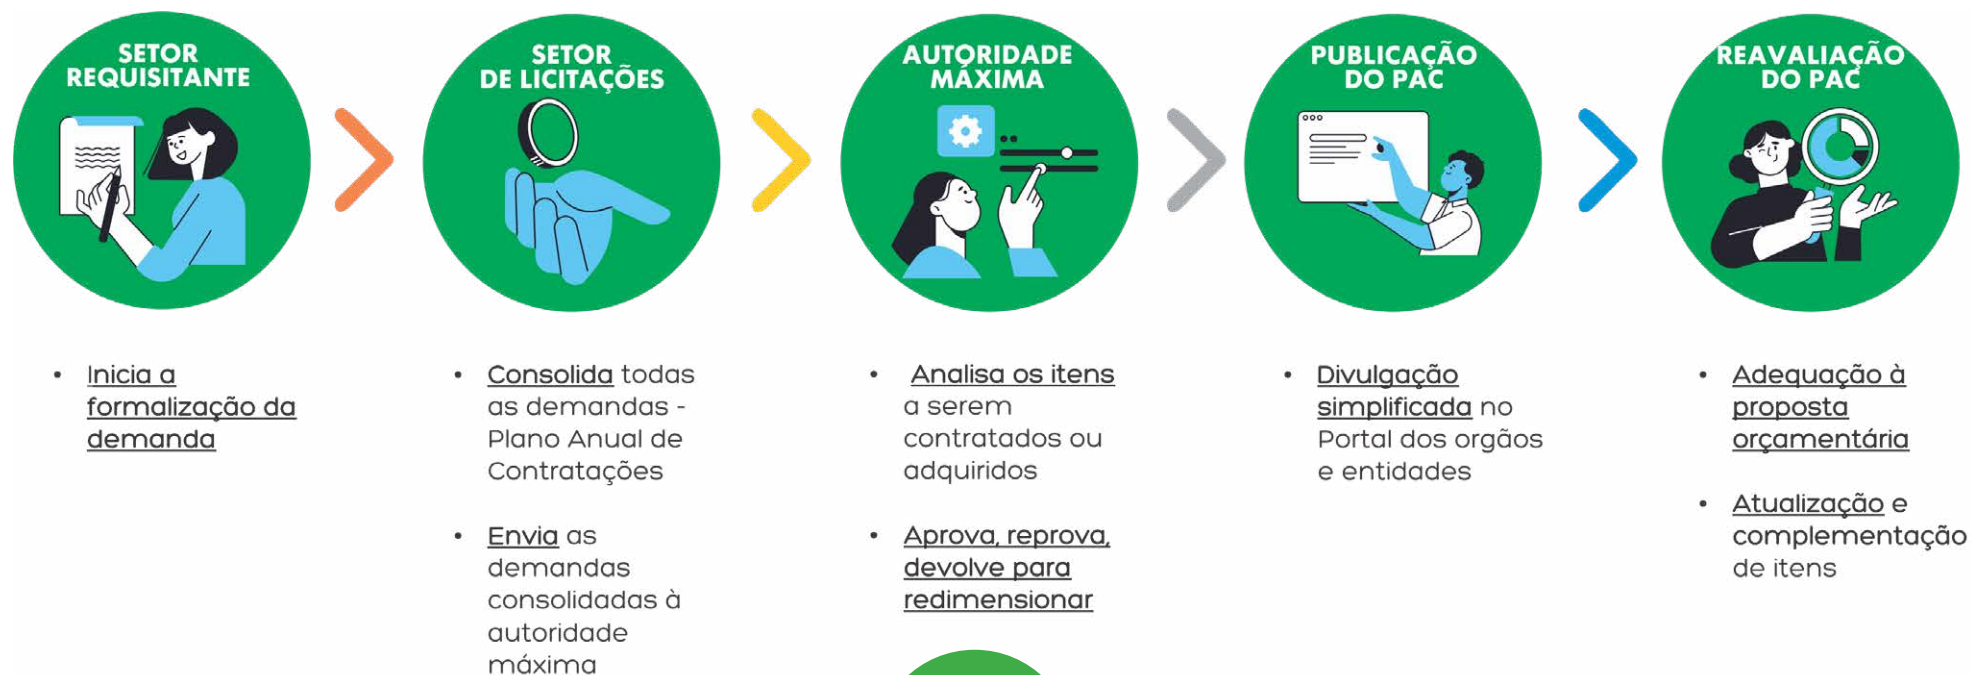 SETOR
REQUISITANTE
SETOR
DE LICITAÇÕES
AUTORIDADE
MÁXIMA
PUBLICAÇÃO
DO PAC
REAVALIAÇÃO
DO PAC
• Inicia a
formalização da
demanda
• Consolida todas
as demandas -
Plano Anual de
Contratações
• Envia as
demandas
consolidadas à
autoridade
máxima
• Analisa os itens
a serem
contratados ou
adquiridos
• Aprova, reprova,
devolve para
redimensionar
• Divulgação
simplificada no
Portal dos orgãos
e entidades
• Adequação à
proposta
orçamentária
• Atualização e
complementação
de itens